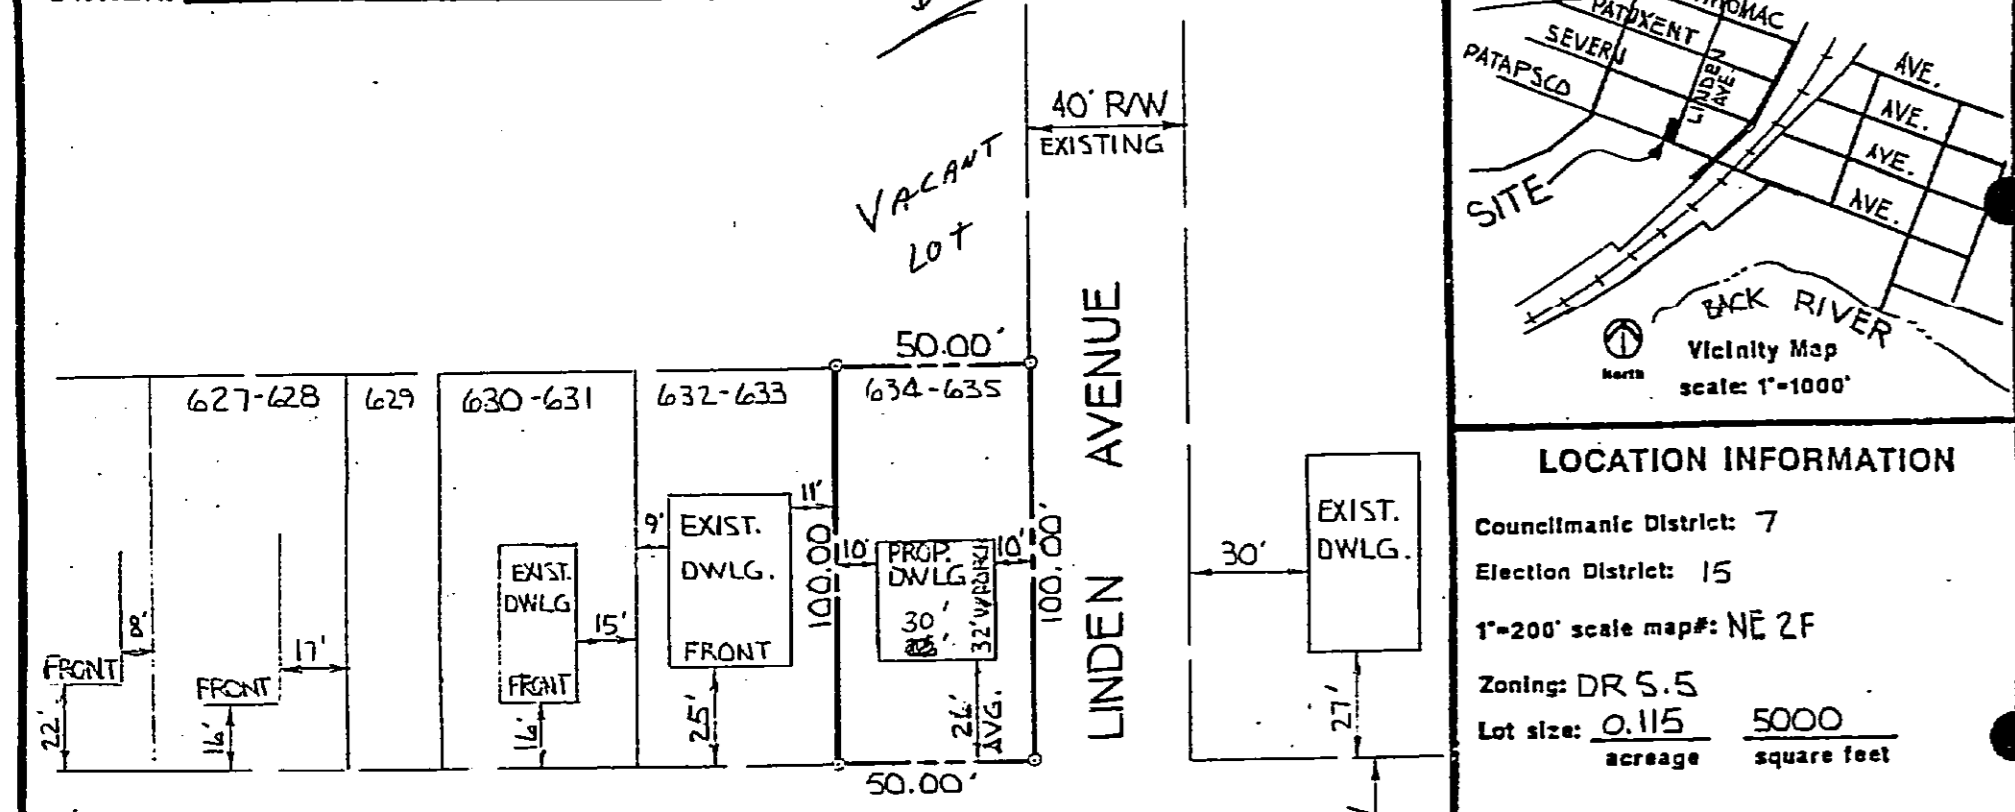 40' R/W
EXISTING
VACANT
LOT
50.00'
627-628
629
630-631
632-633
634-635
LINDEN AVENUE
11'
9'
EXIST.
DWLG.
FRONT
100.00
10'
PROP.
DWLG
30'
32' W/PORCH
10'
100.00'
EXIST.
DWLG
FRONT
15'
8'
FRONT
17'
FRONT
22'
16'
16'
25'
26'
AVG.
50.00'
30'
EXIST.
DWLG.
27'
PATUXENT
SEVERN
PATAPSCO
LINDEN
AVE.
AVE.
AVE.
AVE.
AVE.
SITE
BACK RIVER
North
Vicinity Map
scale: 1"=1000'
LOCATION INFORMATION
Councilmanic District: 7
Election District: 15
1"=200' scale map#: NE 2F
Zoning: DR 5.5
Lot size: 0.115 5000
acreage square feet